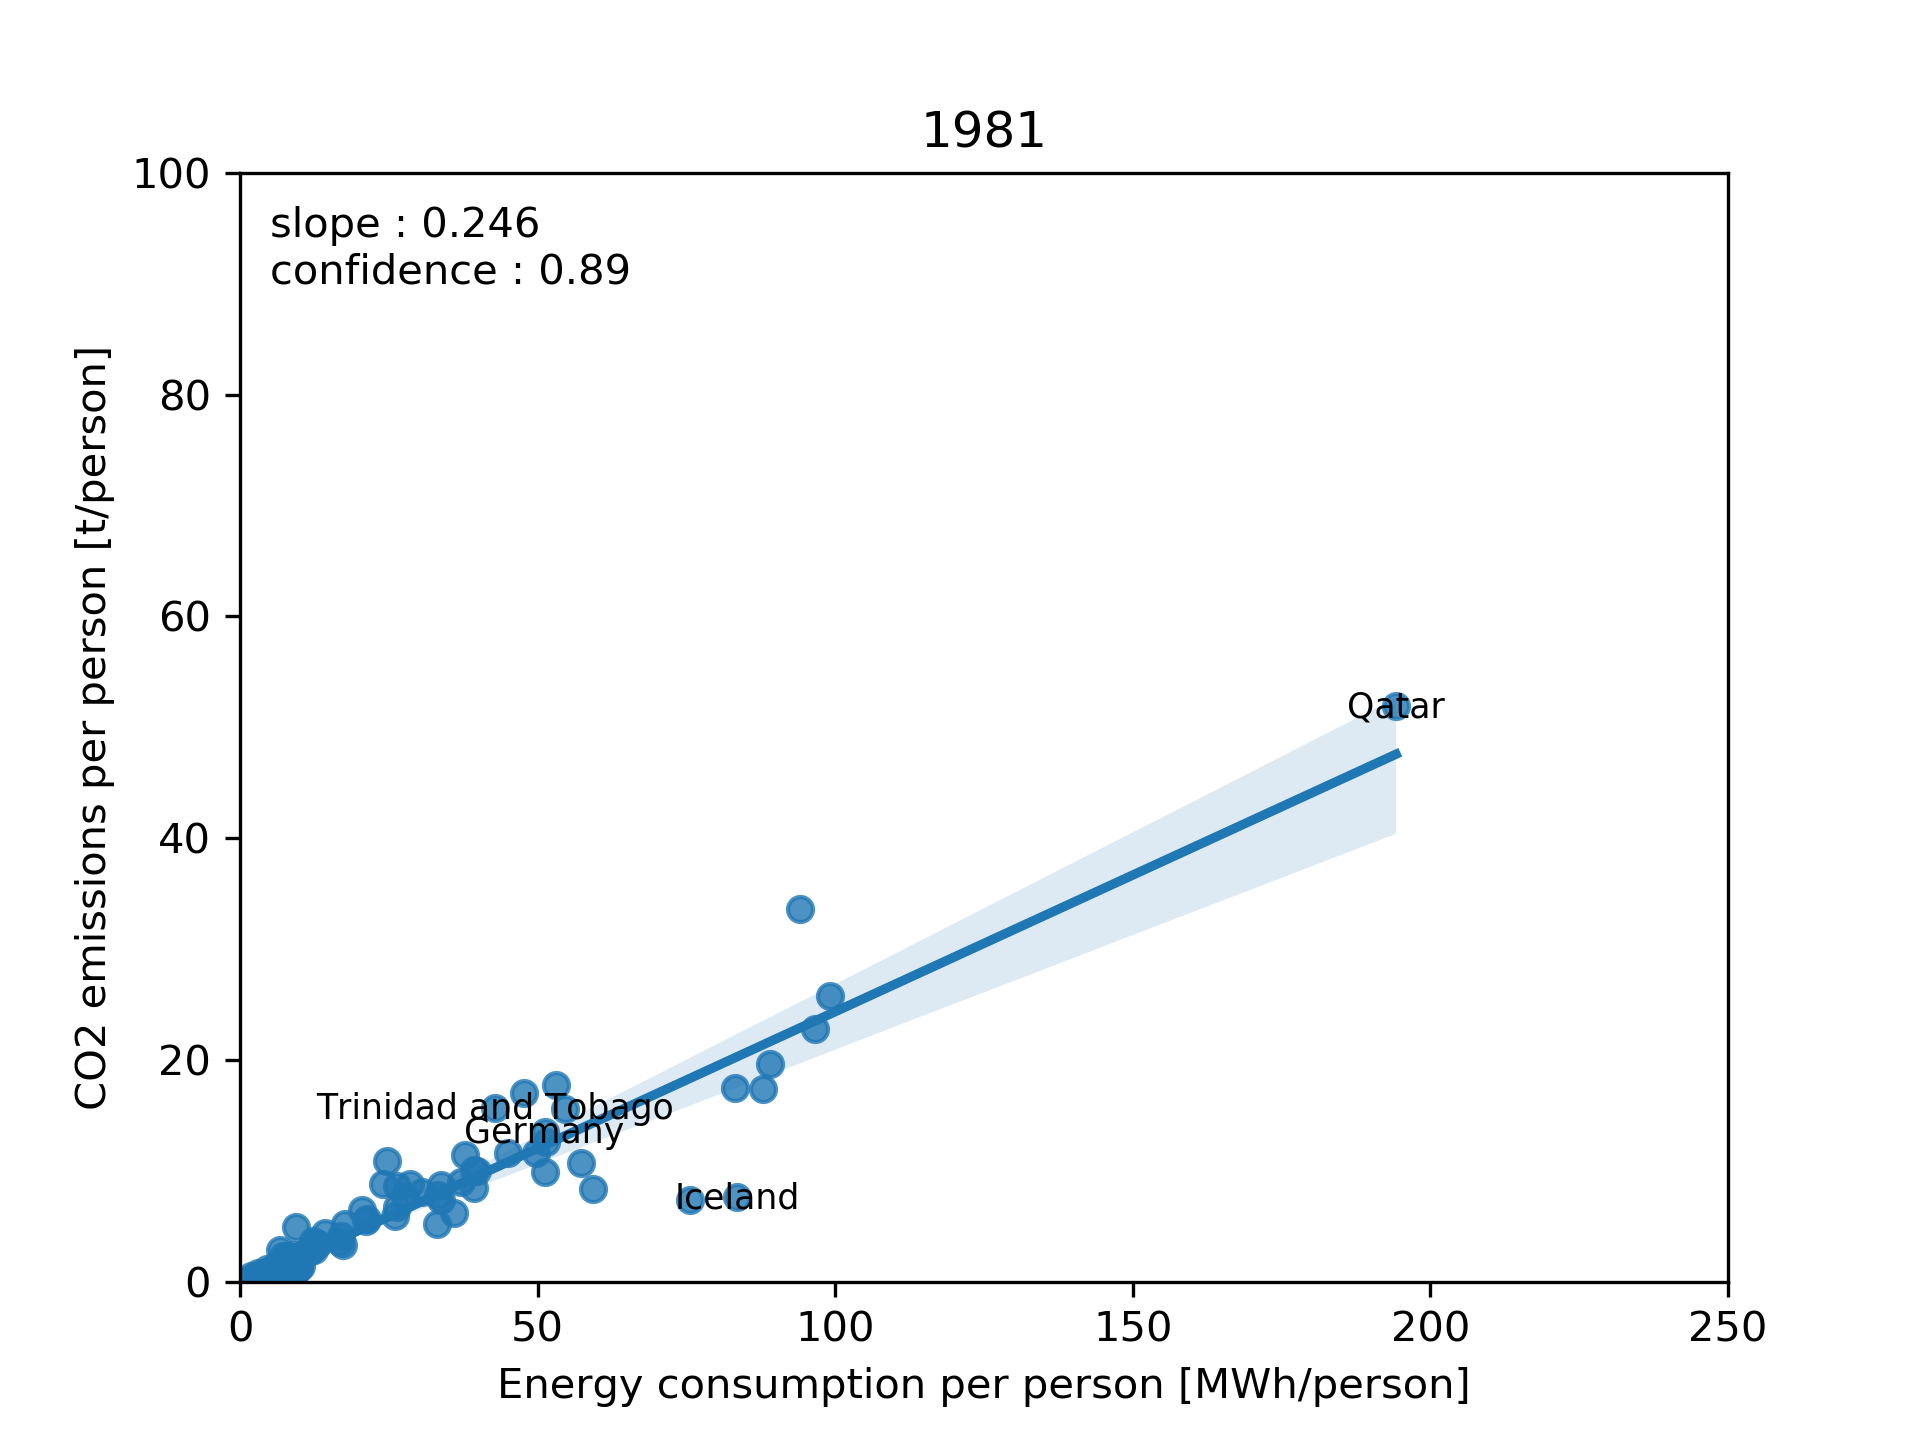 1981
100
80
60
40
20
0
slope : 0.246
confidence : 0.89
CO2 emissions per person [t/person]
Qatar
Trinidad and Tobago
Germany
Iceland
0 50 100 150 200 250
Energy consumption per person [MWh/person]